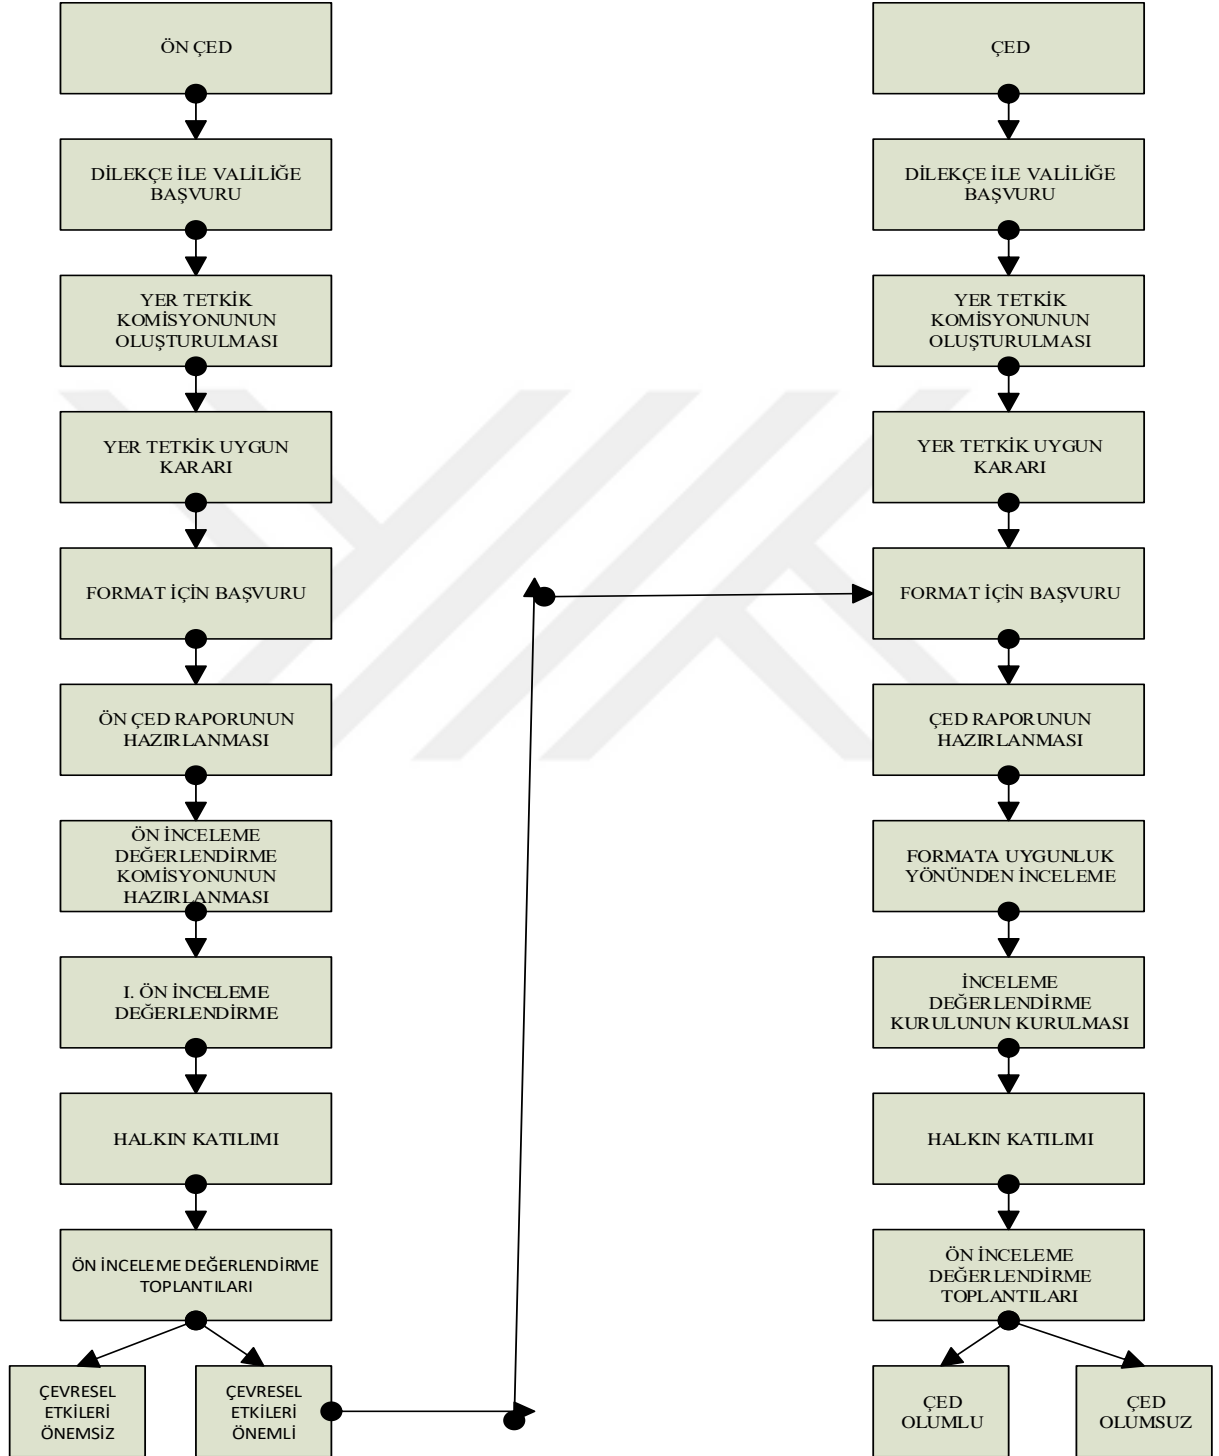 ÖN ÇED
DİLEKÇE İLE VALİLİĞE
BAŞVURU
YER TETKİK
KOMİSYONUNUN
OLUŞTURULMASI
YER TETKİK UYGUN
KARARI
FORMAT İÇİN BAŞVURU
ÖN ÇED RAPORUNUN
HAZIRLANMASI
ÖN İNCELEME
DEĞERLENDİRME
KOMİSYONUNUN
HAZIRLANMASI
I. ÖN İNCELEME
DEĞERLENDİRME
HALKIN KATILIMI
ÖN İNCELEME DEĞERLENDİRME
TOPLANTILARI
ÇEVRESEL
ETKİLERİ
ÖNEMSİZ
ÇEVRESEL
ETKİLERİ
ÖNEMLİ
ÇED
DİLEKÇE İLE VALİLİĞE
BAŞVURU
YER TETKİK
KOMİSYONUNUN
OLUŞTURULMASI
YER TETKİK UYGUN
KARARI
FORMAT İÇİN BAŞVURU
ÇED RAPORUNUN
HAZIRLANMASI
FORMATA UYGUNLUK
YÖNÜNDEN İNCELEME
İNCELEME
DEĞERLENDİRME
KURULUNUN KURULMASI
HALKIN KATILIMI
ÖN İNCELEME
DEĞERLENDİRME
TOPLANTILARI
ÇED
OLUMLU
ÇED
OLUMSUZ